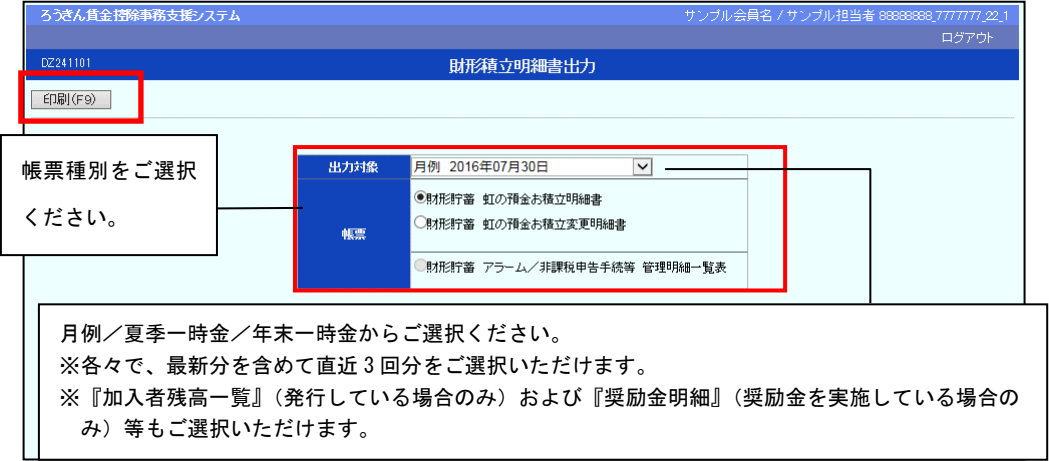 ろうきん賃金控除事務支援システム
サンプル会員名 / サンプル担当者 88888888_7777777_22_1
ログアウト
DZ241101
財形積立明細書出力
印刷(F9)
帳票種別をご選択
ください。
出力対象
月例 2016年07月30日
帳票
財形貯蓄 虹の預金お積立明細書
財形貯蓄 虹の預金お積立変更明細書
財形貯蓄 アラーム／非課税申告手続等 管理明細一覧表
月例／夏季一時金／年末一時金からご選択ください。
※各々で、最新分を含めて直近３回分をご選択いただけます。
※『加入者残高一覧』（発行している場合のみ）および『奨励金明細』（奨励金を実施している場合の
み）等もご選択いただけます。